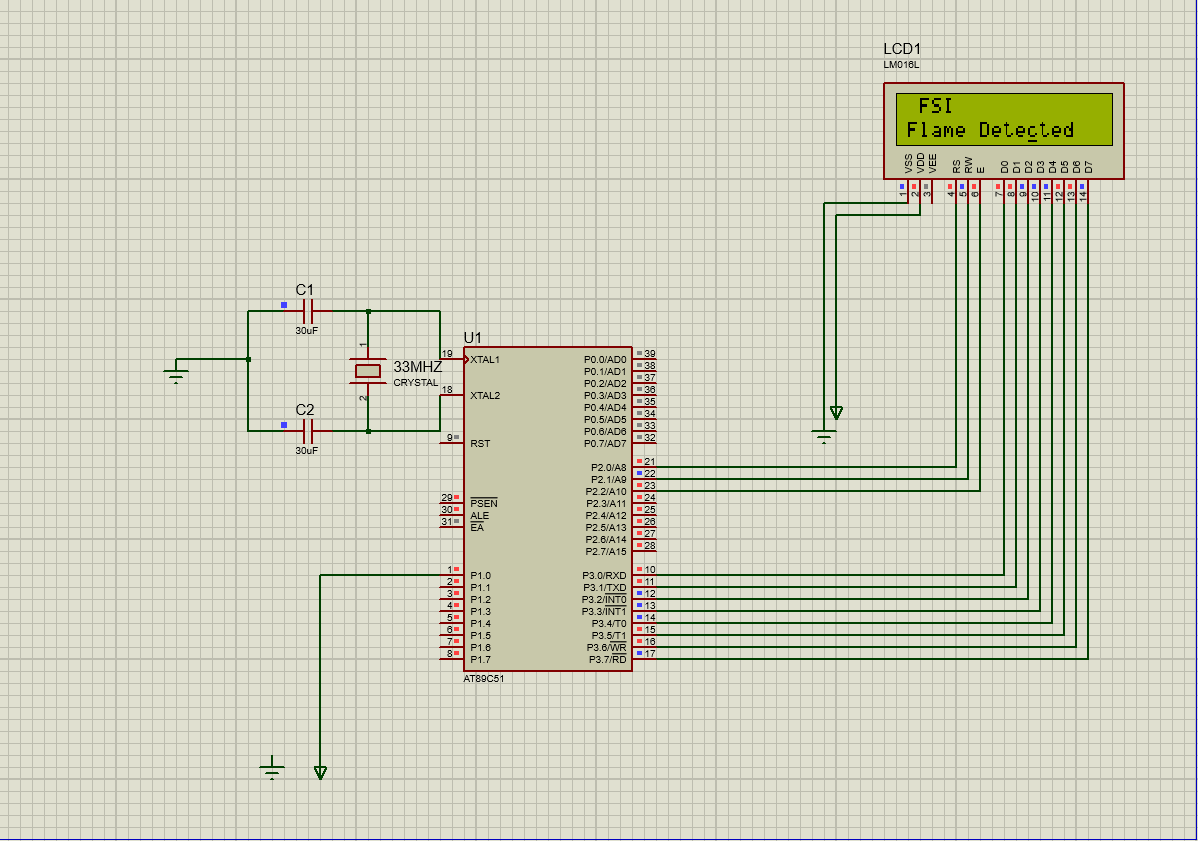 LCD1
LM016L
FSI
Flame Detected
VSS VDD VEE RS RW E D0 D1 D2 D3 D4 D5 D6 D7
1 2 3 4 5 6 7 8 9 10 11 12 13 14
C1
30uF
1
33MHZ
CRYSTAL
2
C2
30uF
U1
19 XTAL1
18 XTAL2
9 RST
29 PSEN
30 ALE
31 EA
1 P1.0
2 P1.1
3 P1.2
4 P1.3
5 P1.4
6 P1.5
7 P1.6
8 P1.7
P0.0/AD0 39
P0.1/AD1 38
P0.2/AD2 37
P0.3/AD3 36
P0.4/AD4 35
P0.5/AD5 34
P0.6/AD6 33
P0.7/AD7 32
P2.0/A8 21
P2.1/A9 22
P2.2/A10 23
P2.3/A11 24
P2.4/A12 25
P2.5/A13 26
P2.6/A14 27
P2.7/A15 28
P3.0/RXD 10
P3.1/TXD 11
P3.2/INT0 12
P3.3/INT1 13
P3.4/T0 14
P3.5/T1 15
P3.6/WR 16
P3.7/RD 17
AT89C51